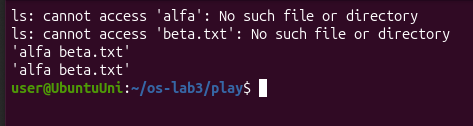 ls: cannot access 'alfa': No such file or directory
ls: cannot access 'beta.txt': No such file or directory
'alfa beta.txt'
'alfa beta.txt'
user@UbuntuUni:~/os-lab3/play$